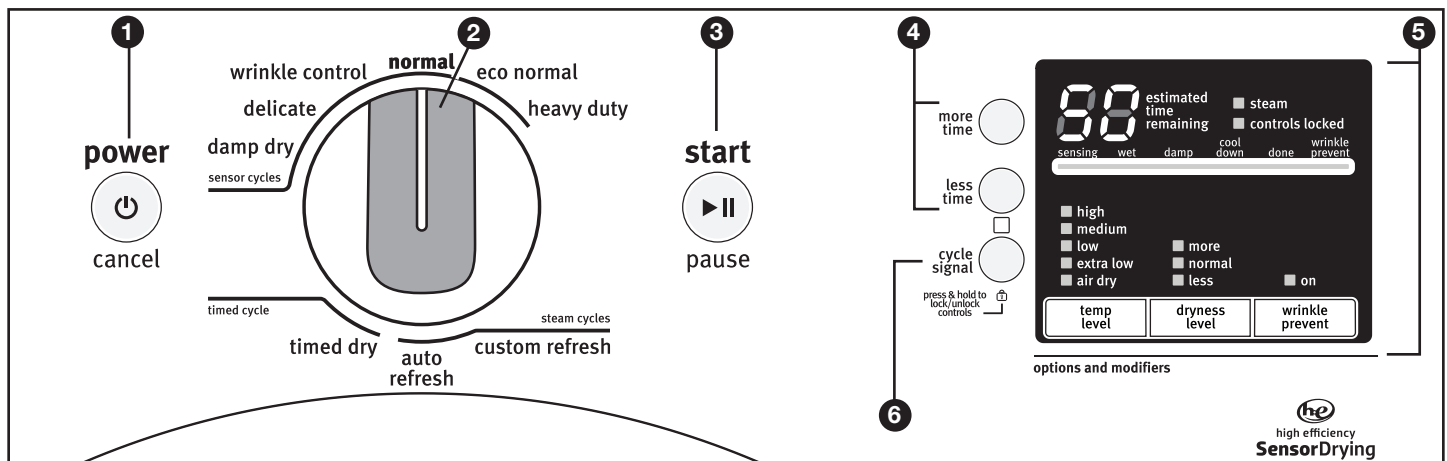 1
2
3
4
5
6
power
cancel
normal
wrinkle control
eco normal
delicate
heavy duty
damp dry
sensor cycles
timed cycle
steam cycles
timed dry
auto
refresh
custom refresh
start
pause
more
time
less
time
cycle
signal
press & hold to
lock/unlock
controls
50
estimated
time
remaining
steam
controls locked
sensing wet damp cool down done wrinkle prevent
high
medium
low
extra low
air dry
more
normal
less
on
temp
level
dryness
level
wrinkle
prevent
options and modifiers
he
high efficiency
SensorDrying